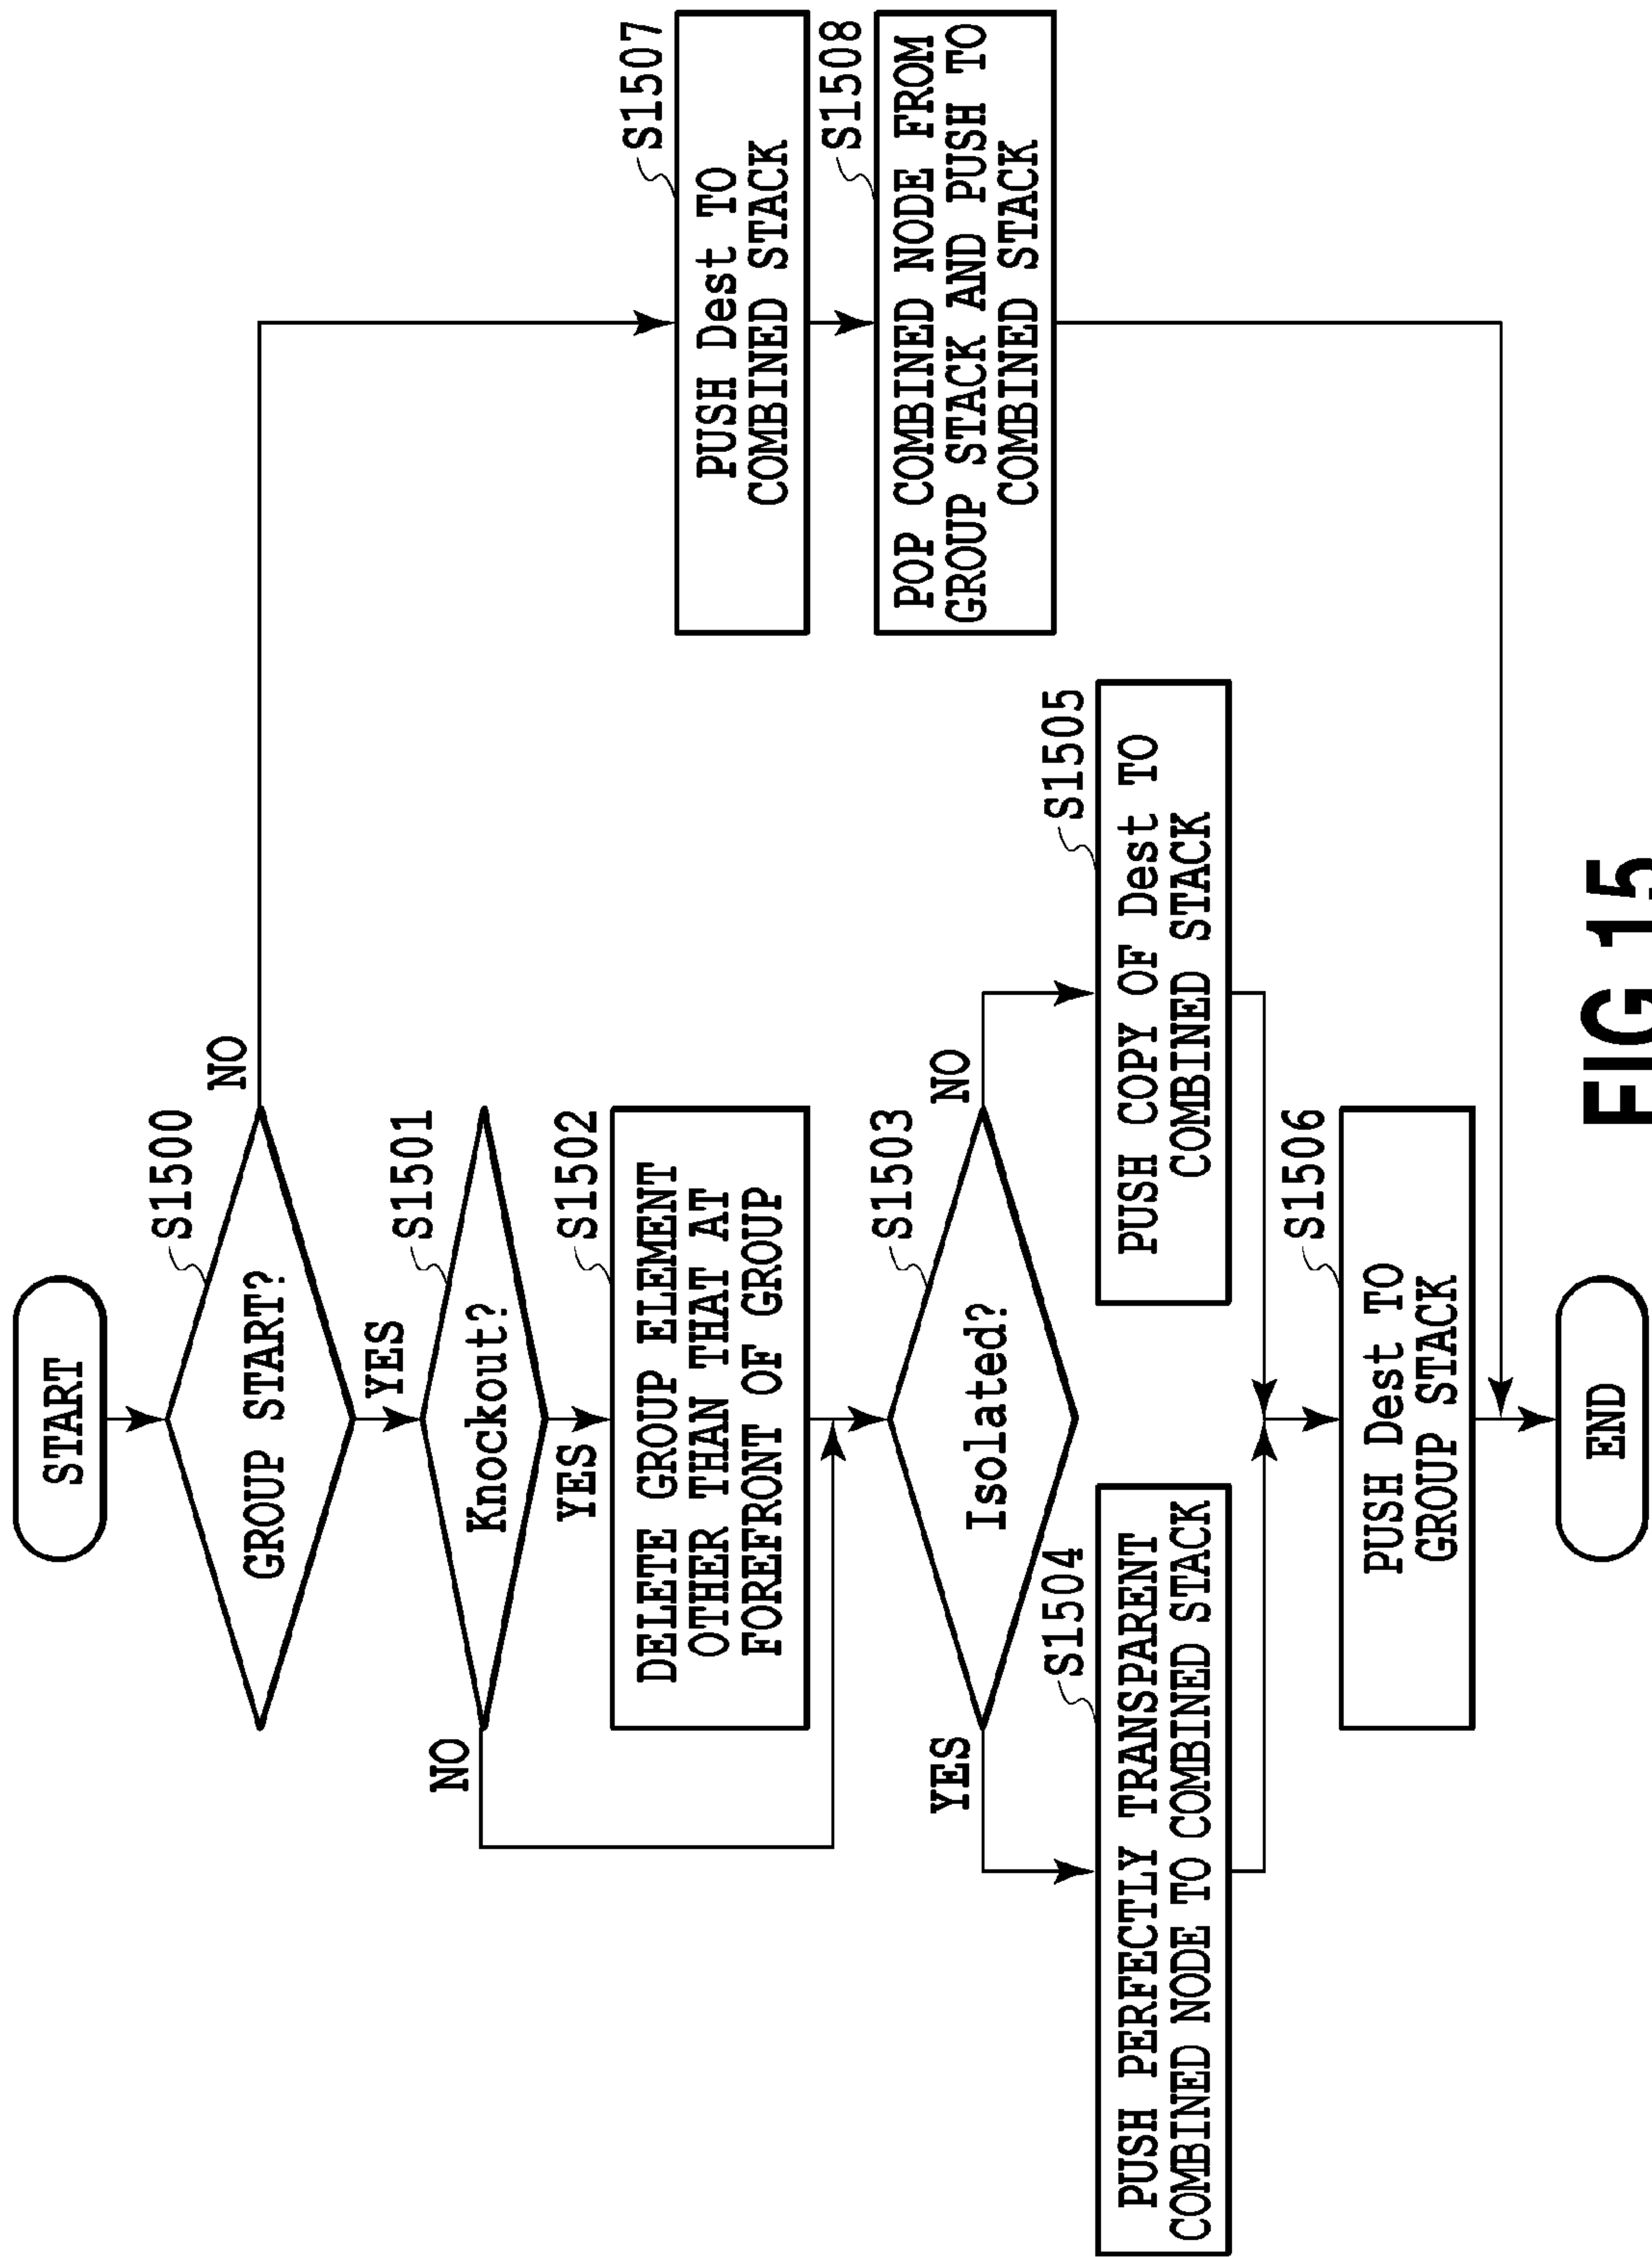 START
S1500
GROUP START?
NO
YES
S1501
Knockout?
NO
YES
S1502
DELETE GROUP ELEMENT
OTHER THAN THAT AT
FOREFRONT OF GROUP
S1503
Isolated?
YES
NO
S1504
PUSH PERFECTLY TRANSPARENT
COMBINED NODE TO COMBINED STACK
S1505
PUSH COPY OF Dest TO
COMBINED STACK
S1506
PUSH Dest TO
GROUP STACK
S1507
PUSH Dest TO
COMBINED STACK
S1508
POP COMBINED NODE FROM
GROUP STACK AND PUSH TO
COMBINED STACK
END
FIG.15